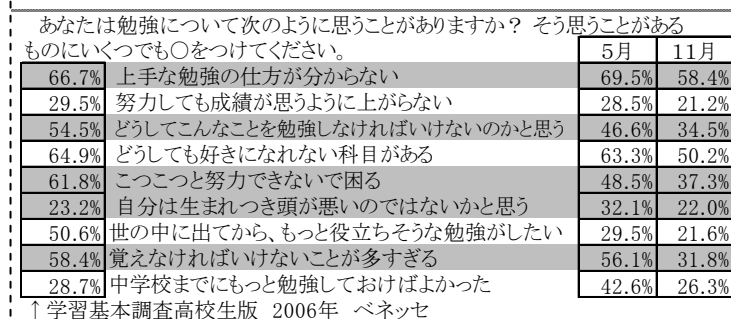 あなたは勉強について次のように思うことがありますか？ そう思うことがある
ものにいくつでも○をつけてください。 5月 11月
66.7% 上手な勉強の仕方が分からない 69.5% 58.4%
29.5% 努力しても成績が思うように上がらない 28.5% 21.2%
54.5% どうしてこんなことを勉強しなければいけないのかと思う 46.6% 34.5%
64.9% どうしても好きになれない科目がある 63.3% 50.2%
61.8% こつこつと努力できないで困る 48.5% 37.3%
23.2% 自分は生まれつき頭が悪いのではないかと思う 32.1% 22.0%
50.6% 世の中に出てから、もっと役立ちそうな勉強がしたい 29.5% 21.6%
58.4% 覚えなければいけないことが多すぎる 56.1% 31.8%
28.7% 中学校までにもっと勉強しておけばよかった 42.6% 26.3%
↑学習基本調査高校生版 2006年 ベネッセ